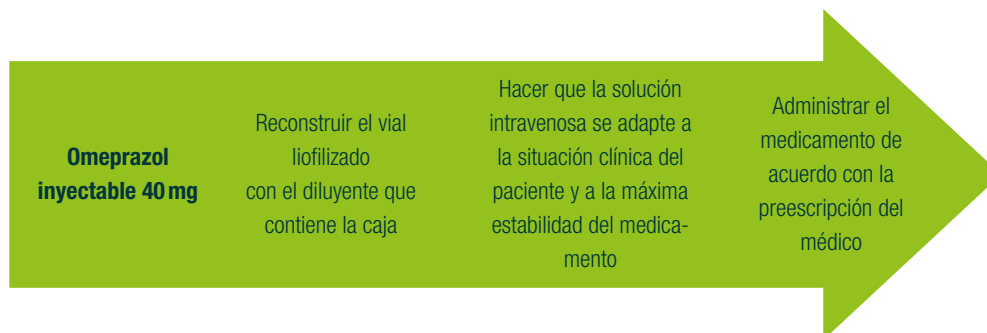 Omeprazol
inyectable 40 mg
Reconstruir el vial
liofilizado
con el diluyente que
contiene la caja
Hacer que la solución
intravenosa se adapte a
la situación clínica del
paciente y a la máxima
estabilidad del medica-
mento
Administrar el
medicamento de
acuerdo con la
preescripción del
médico